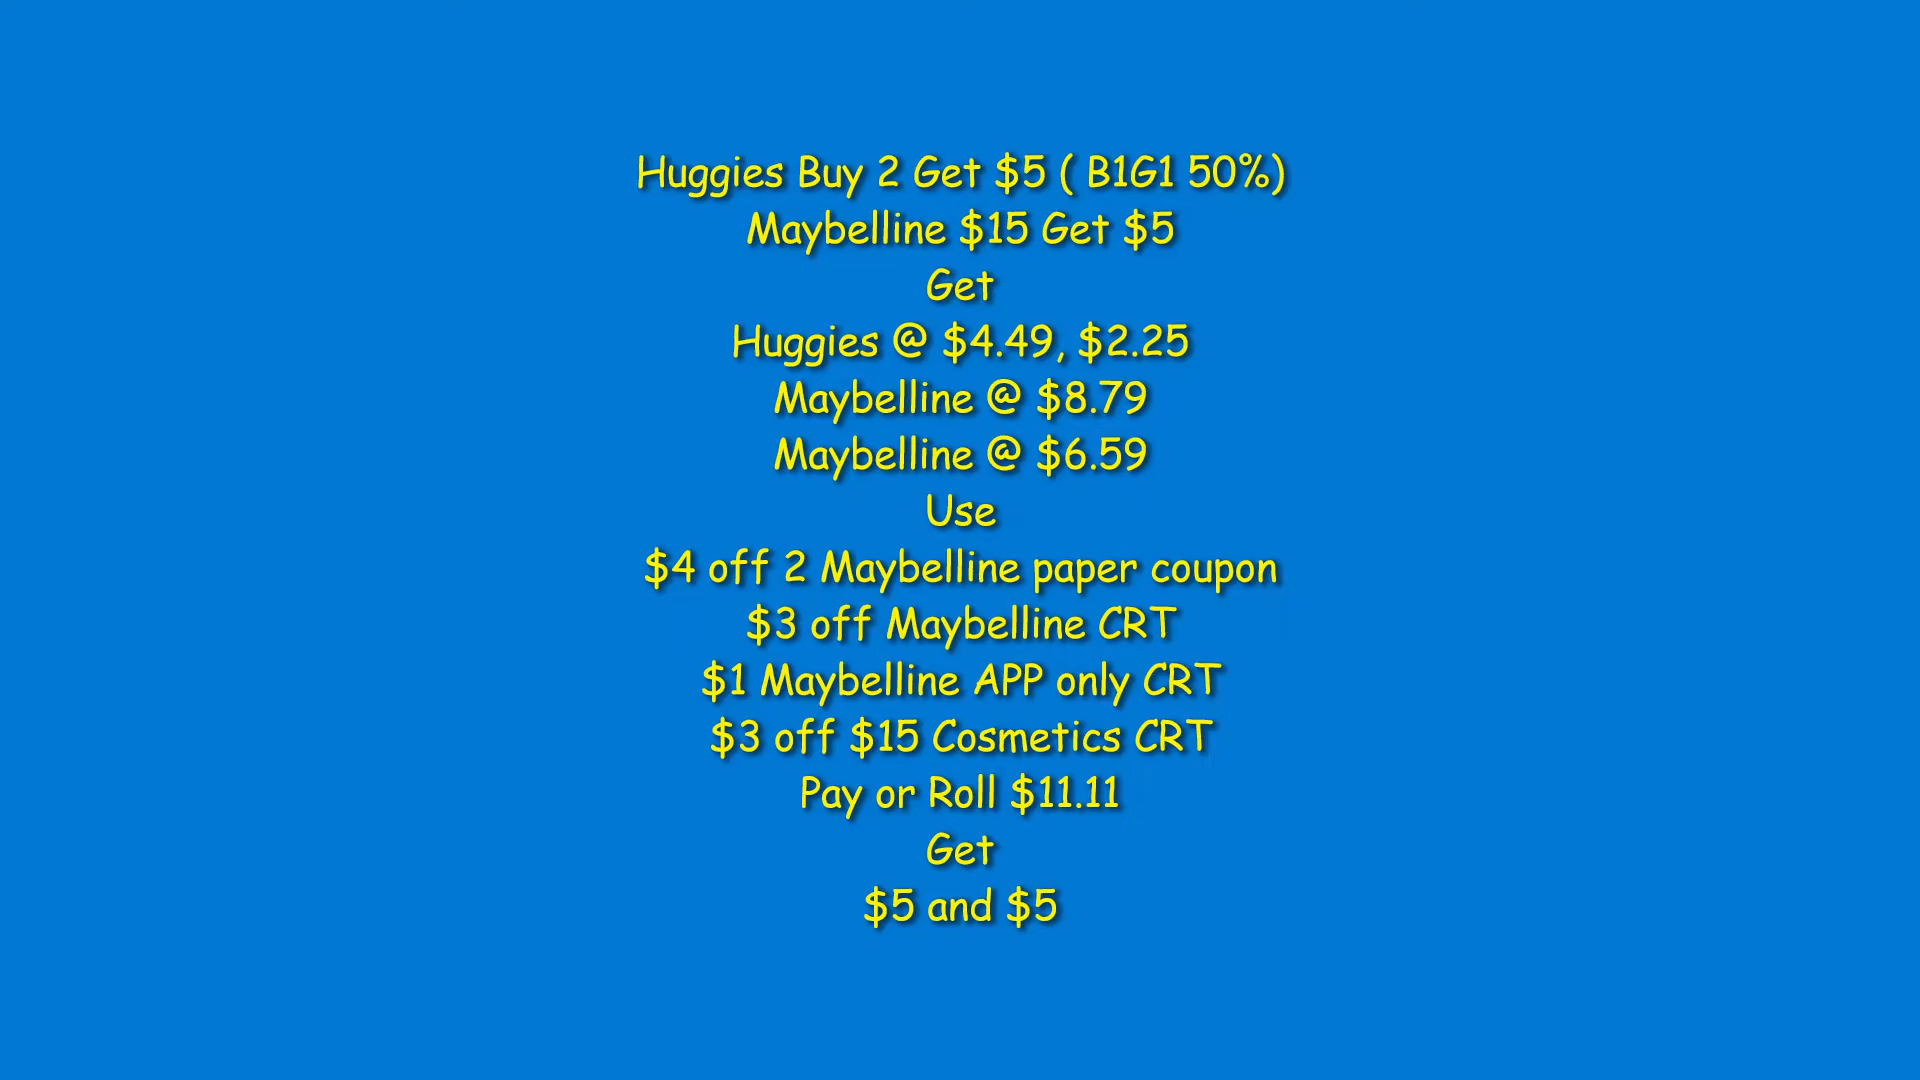 Huggies Buy 2 Get $5 ( B1G1 50%)
Maybelline $15 Get $5
Get
Huggies @ $4.49, $2.25
Maybelline @ $8.79
Maybelline @ $6.59
Use
$4 off 2 Maybelline paper coupon
$3 off Maybelline CRT
$1 Maybelline APP only CRT
$3 off $15 Cosmetics CRT
Pay or Roll $11.11
Get
$5 and $5